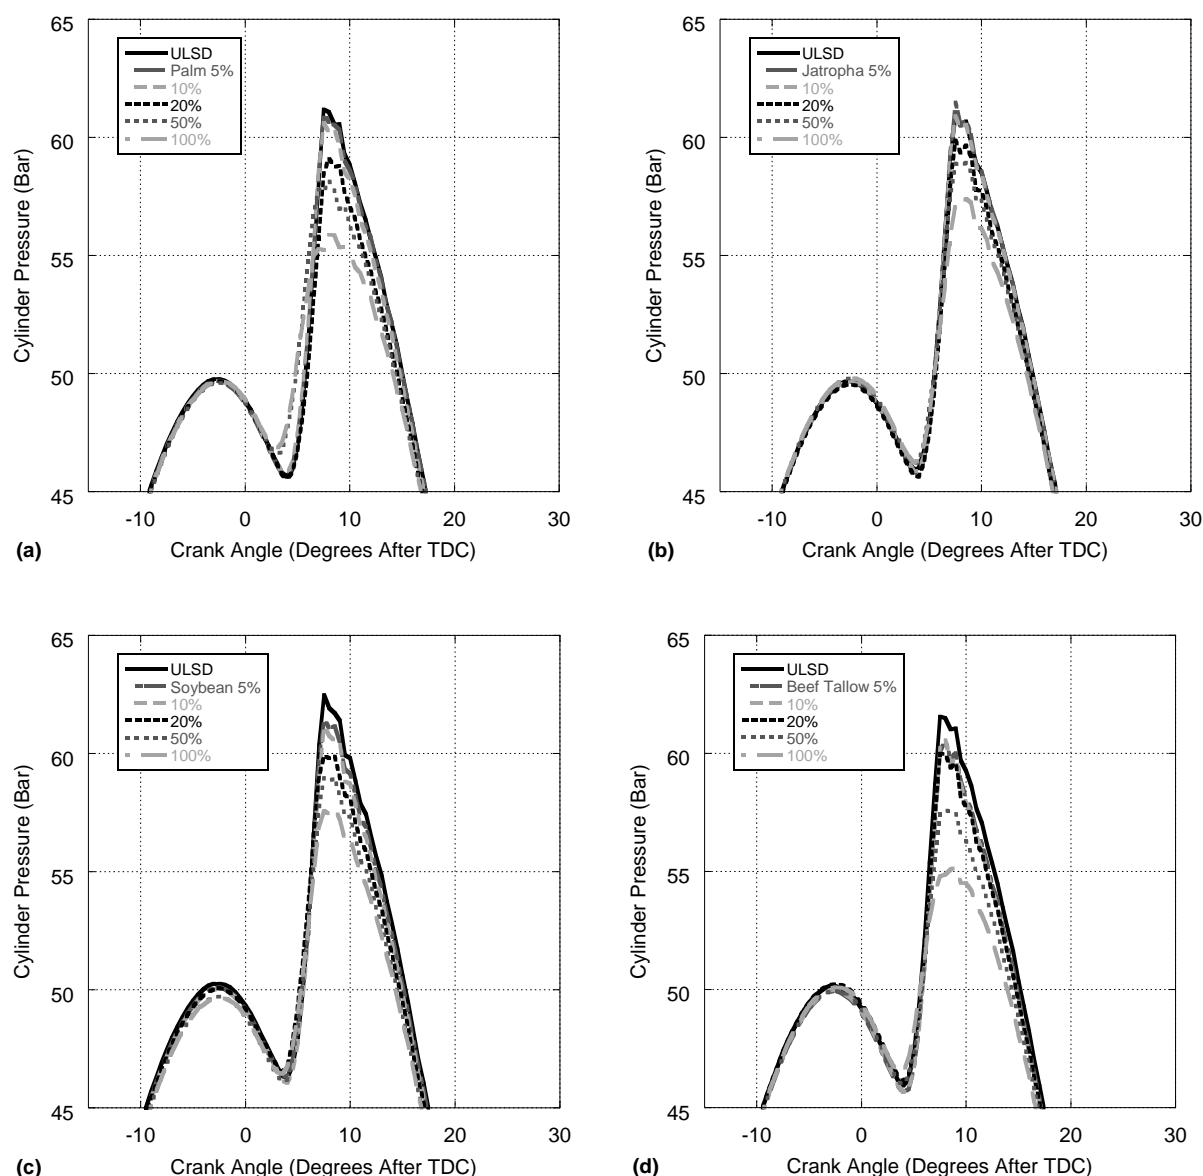 65
60
55
50
45
Cylinder Pressure (Bar)
ULSD
Palm 5%
10%
20%
50%
100%
-10 0 10 20 30
(a) Crank Angle (Degrees After TDC)
65
60
55
50
45
Cylinder Pressure (Bar)
ULSD
Jatropha 5%
10%
20%
50%
100%
-10 0 10 20 30
(b) Crank Angle (Degrees After TDC)
65
60
55
50
45
Cylinder Pressure (Bar)
ULSD
Soybean 5%
10%
20%
50%
100%
-10 0 10 20 30
(c) Crank Angle (Degrees After TDC)
65
60
55
50
45
Cylinder Pressure (Bar)
ULSD
Beef Tallow 5%
10%
20%
50%
100%
-10 0 10 20 30
(d) Crank Angle (Degrees After TDC)